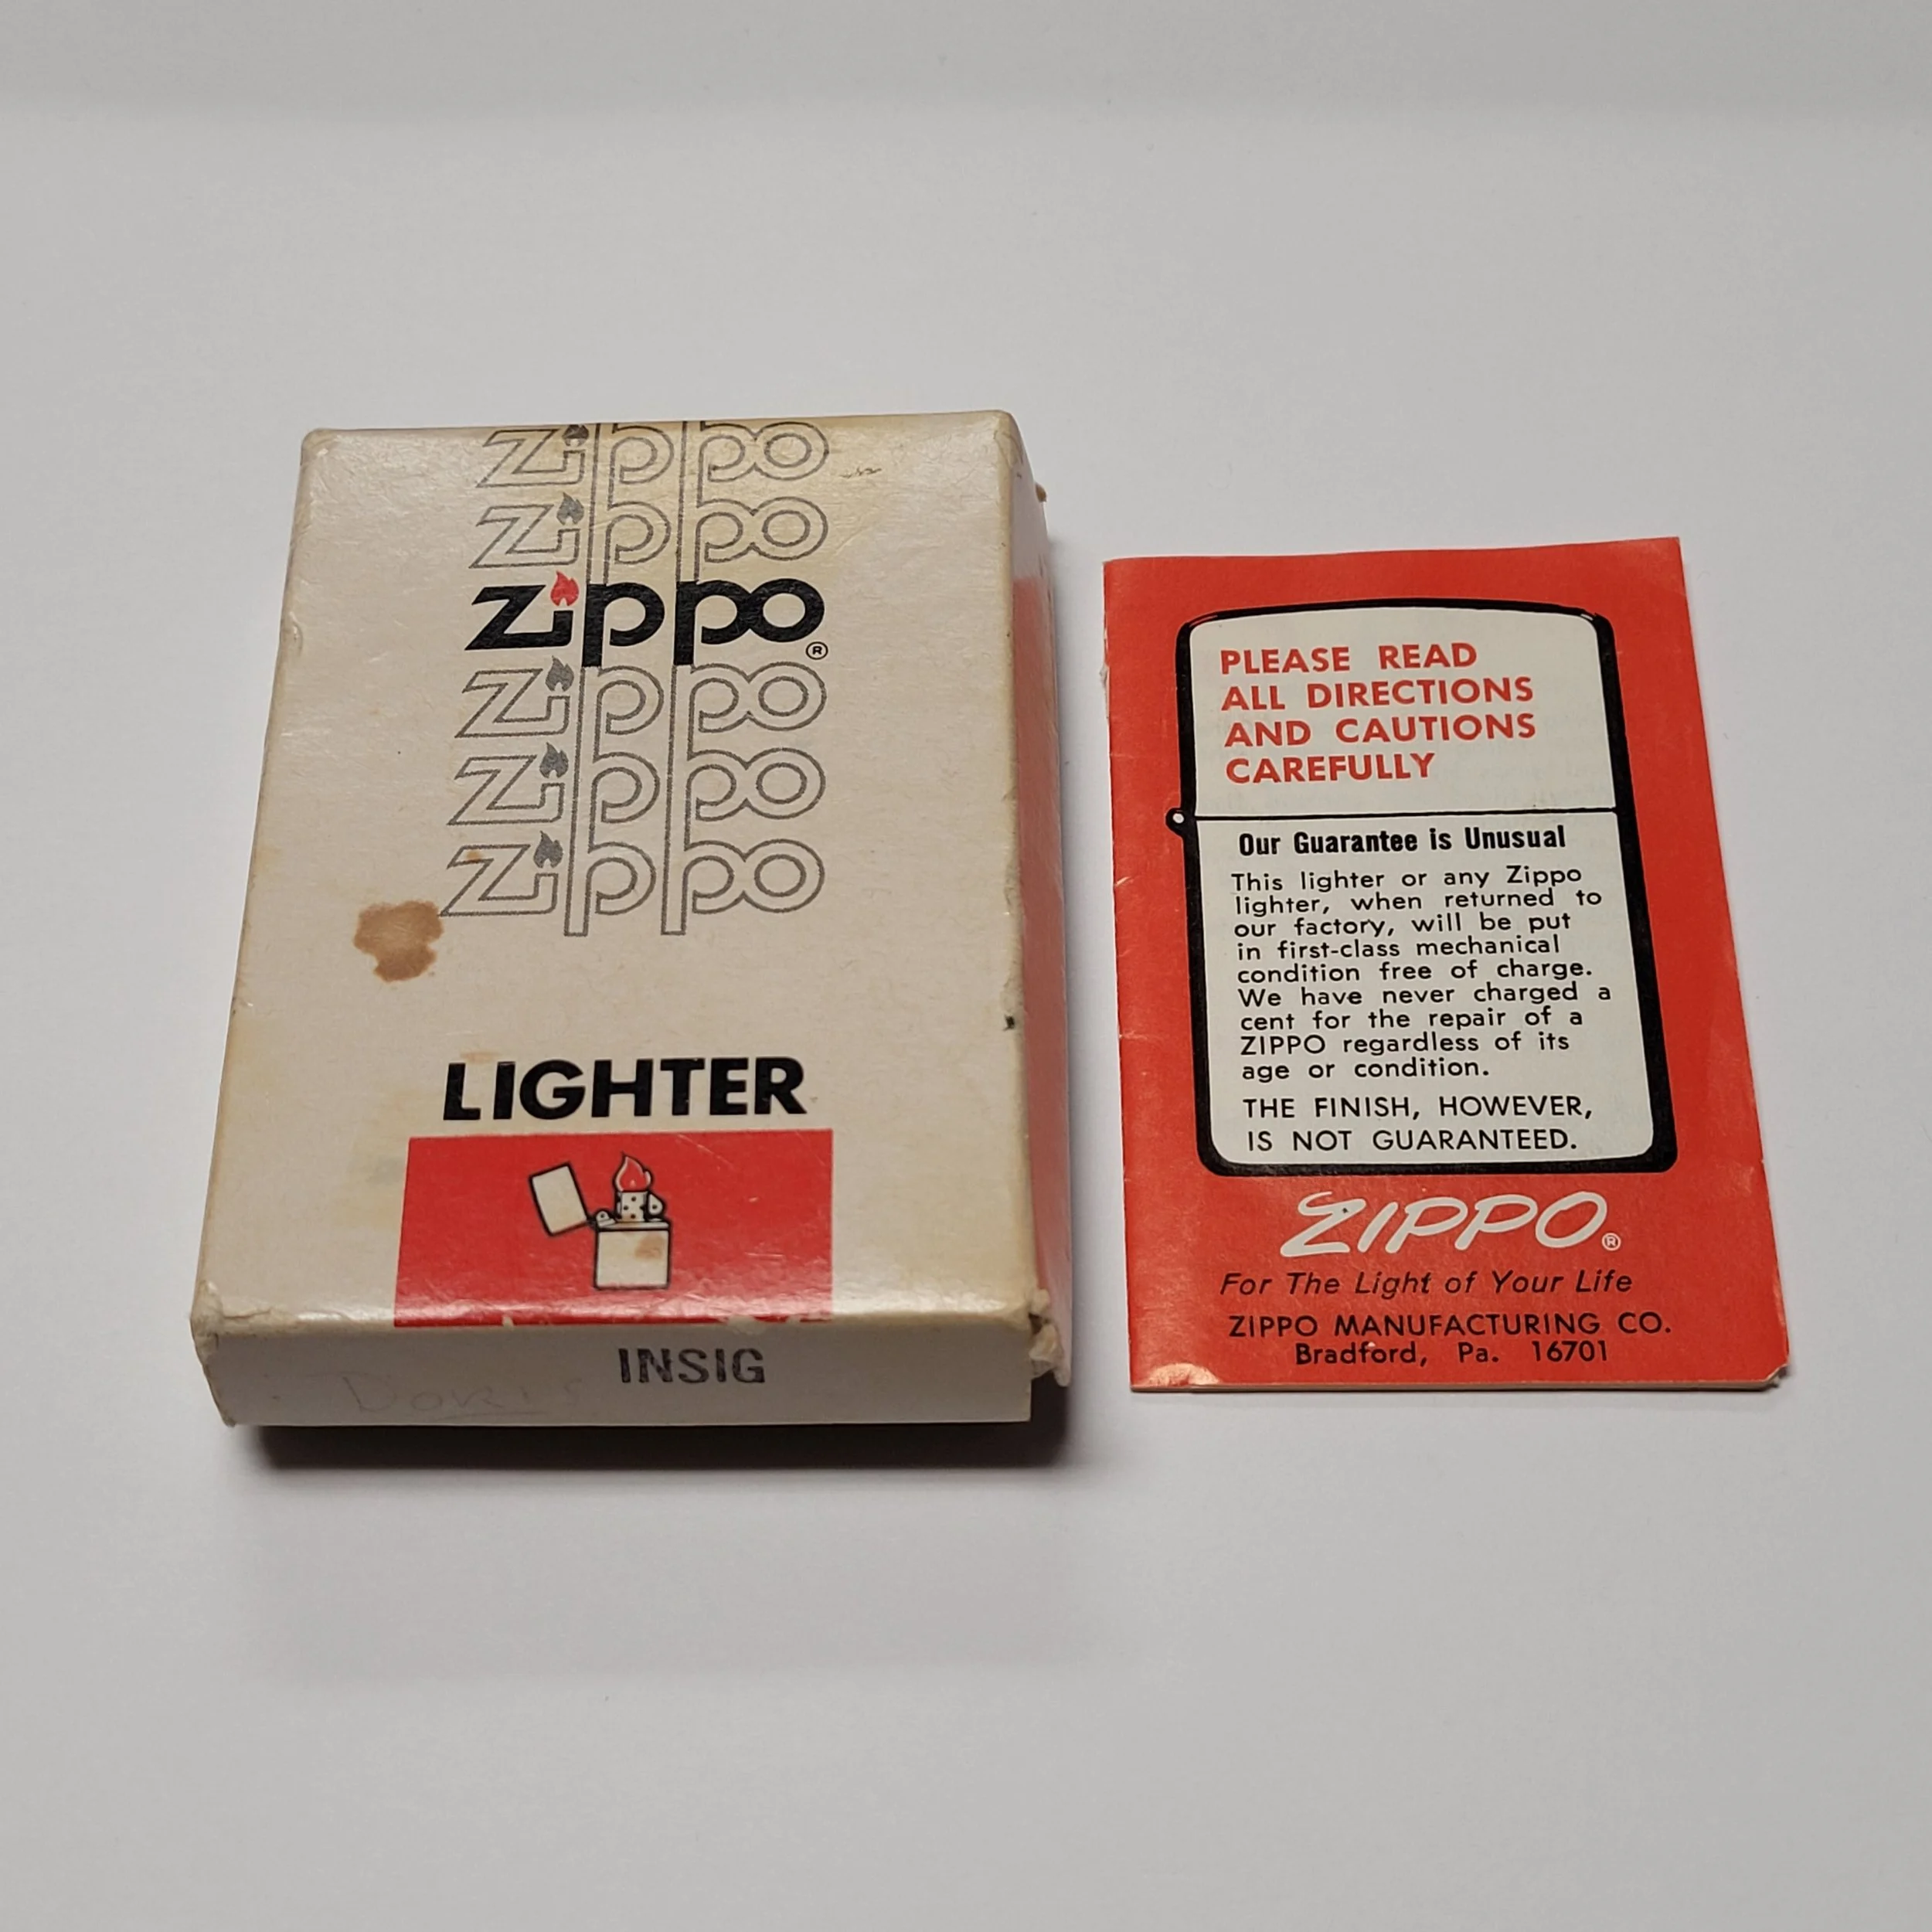 zippo
zippo
zippo®
zippo
zippo
zippo
LIGHTER
INSIG
Doris
PLEASE READ
ALL DIRECTIONS
AND CAUTIONS
CAREFULLY
Our Guarantee is Unusual
This lighter or any Zippo
lighter, when returned to
our factory, will be put
in first-class mechanical
condition free of charge.
We have never charged a
cent for the repair of a
ZIPPO regardless of its
age or condition.
THE FINISH, HOWEVER,
IS NOT GUARANTEED.
ZIPPO®
For The Light of Your Life
ZIPPO MANUFACTURING CO.
Bradford, Pa. 16701